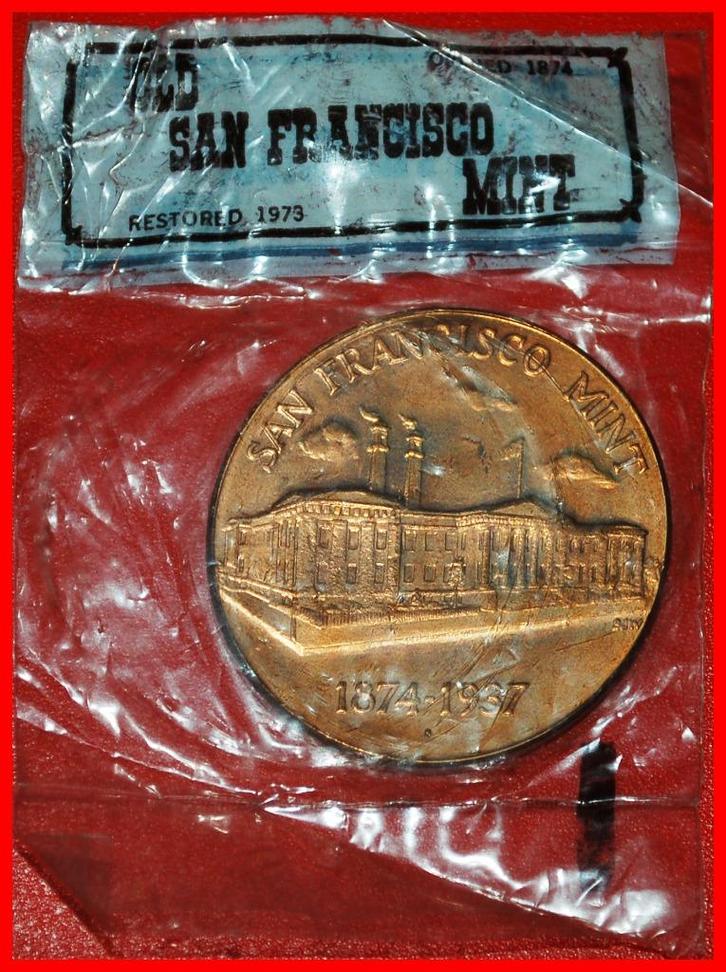 OLD
OPENED 1874
SAN FRANCISCO
MINT
RESTORED 1973
SAN FRANCISCO MINT
1874-1937